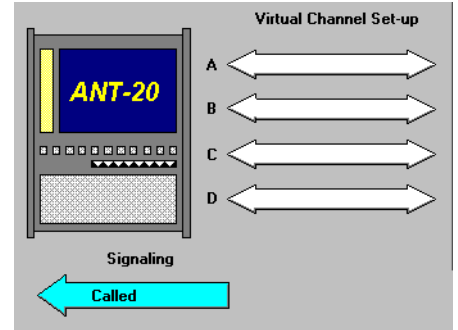 Virtual Channel Set-up
A
ANT-20
B
C
D
Signaling
Called